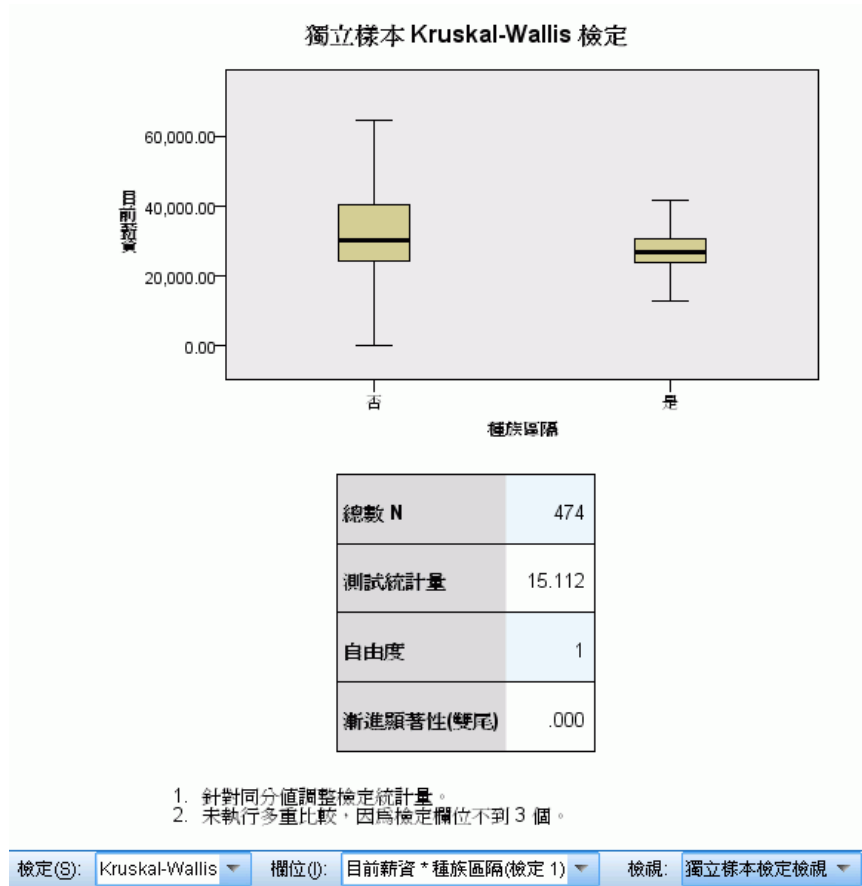 獨立樣本 Kruskal-Wallis 檢定
60,000.00
40,000.00
20,000.00
0.00
目前薪資
否
是
種族區隔
總數 N 474
測試統計量 15.112
自由度 1
漸進顯著性(雙尾) .000
1. 針對同分值調整檢定統計量。
2. 未執行多重比較，因為檢定欄位不到 3 個。
檢定(S): Kruskal-Wallis 欄位(I): 目前薪資 * 種族區隔(檢定 1) 檢視: 獨立樣本檢定檢視